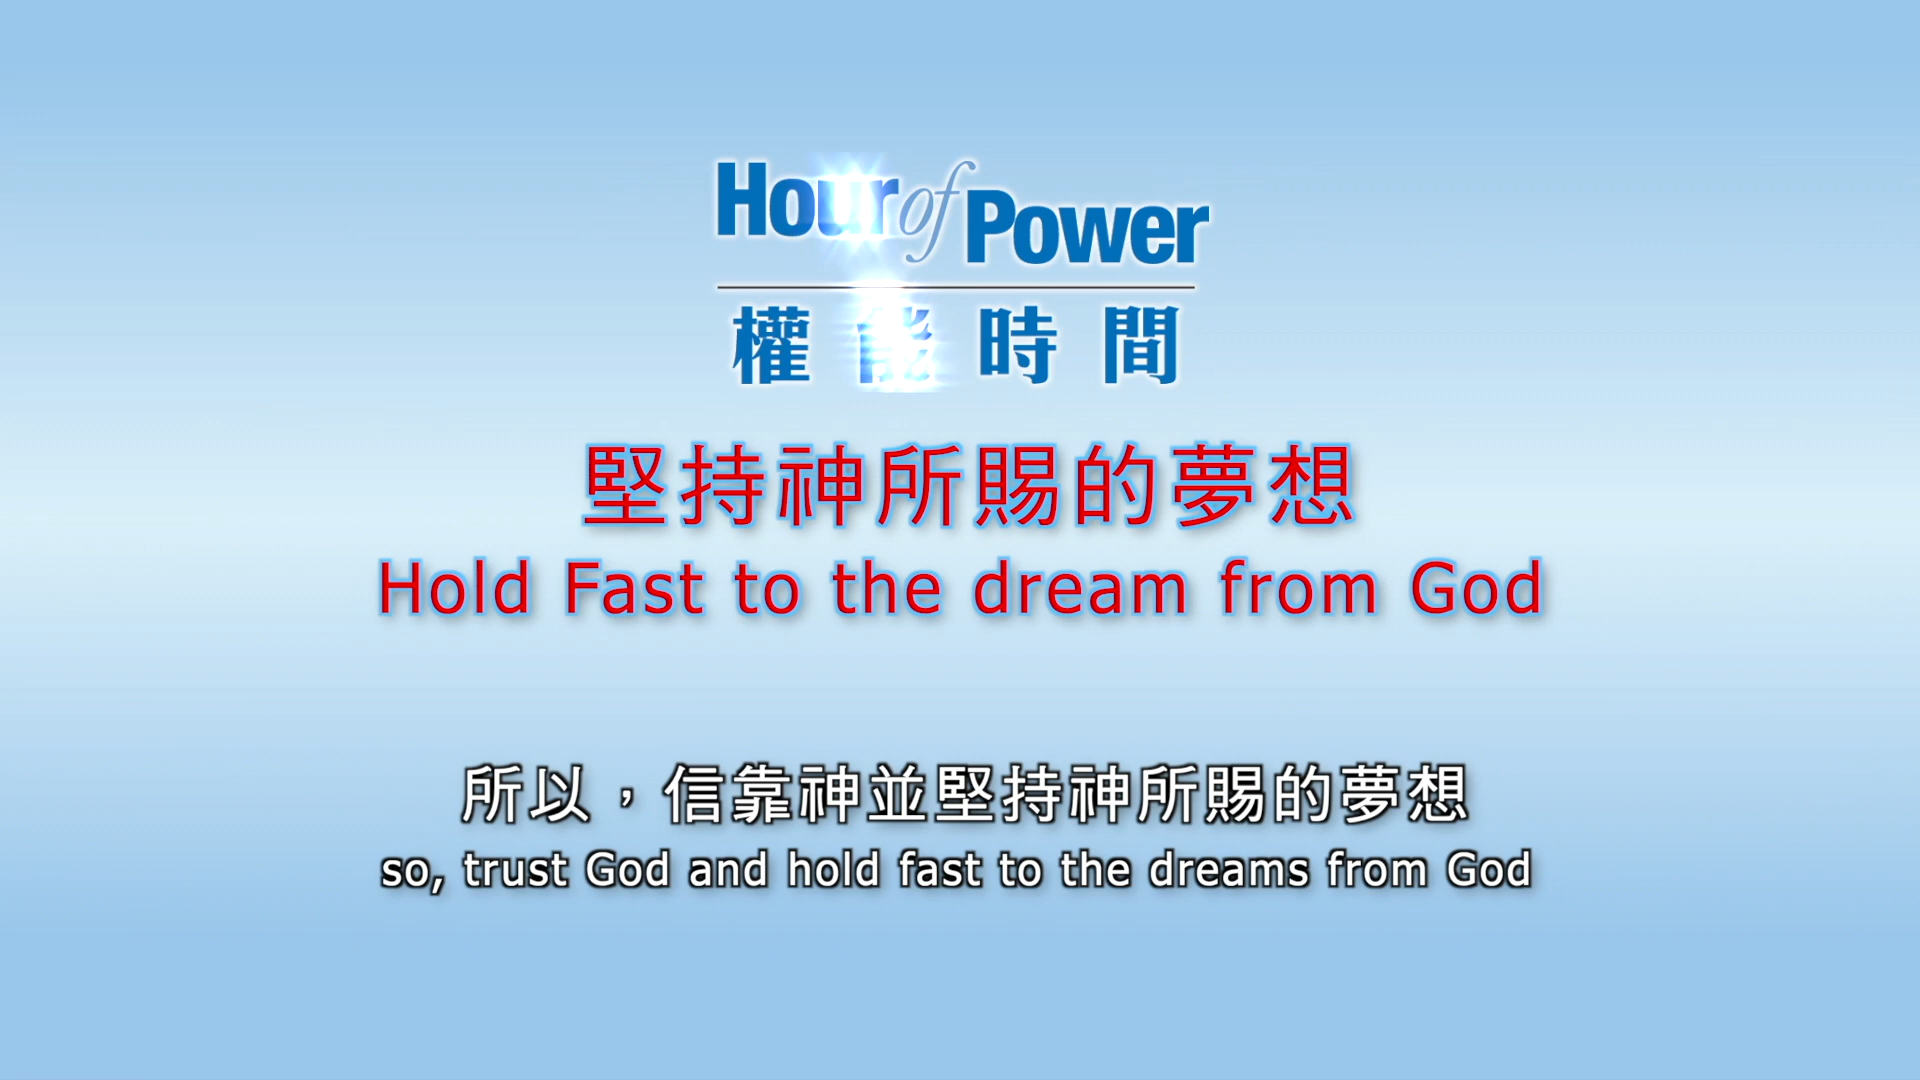 Hour of Power
權能時間
堅持神所賜的夢想
Hold Fast to the dream from God
所以，信靠神並堅持神所賜的夢想
so, trust God and hold fast to the dreams from God